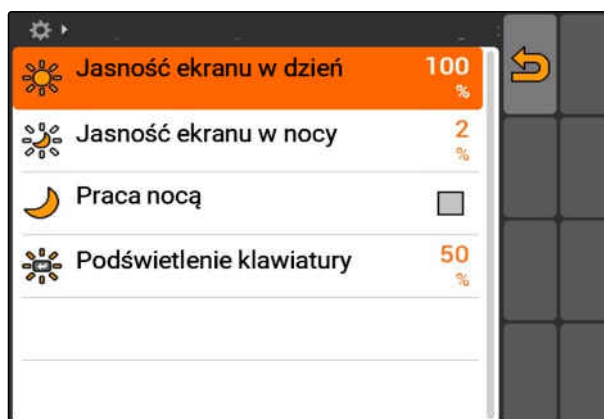 Jasność ekranu w dzień 100
%
Jasność ekranu w nocy 2
%
Praca nocą
Podświetlenie klawiatury 50
%